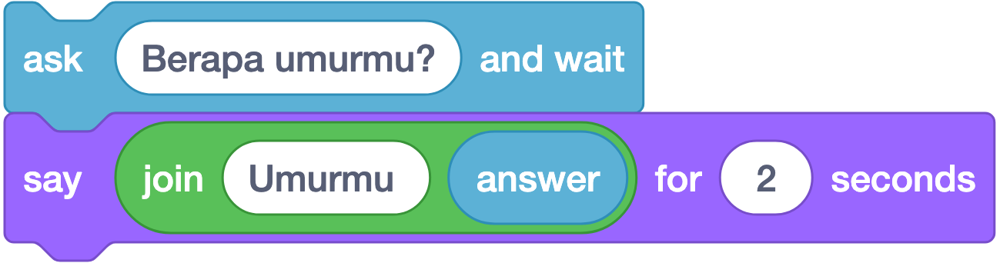 ask Berapa umurmu? and wait
say join Umurmu answer for 2 seconds